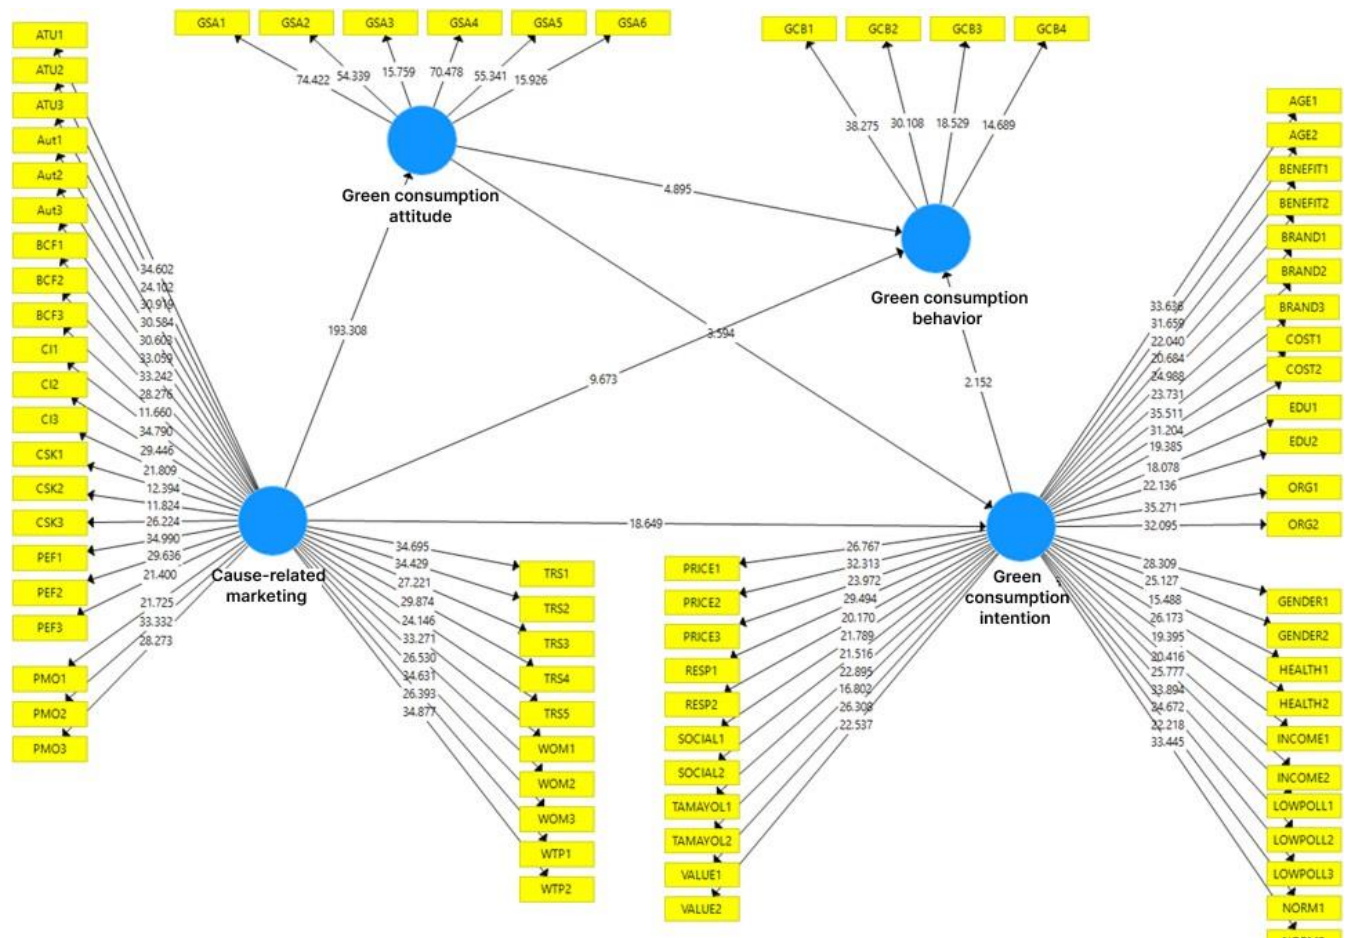 GSA1 GSA2 GSA3 GSA4 GSA5 GSA6
74.422 54.339 15.759 70.478 55.341 15.926
Green consumption
attitude
GCB1 GCB2 GCB3 GCB4
38.275 30.108 18.529 14.689
Green consumption
behavior
4.895
193.308
3.594
9.673
2.152
18.649
ATU1
ATU2
ATU3
Aut1
Aut2
Aut3
BCF1
BCF2
BCF3
CI1
CI2
CI3
CSK1
CSK2
CSK3
PEF1
PEF2
PEF3
PMO1
PMO2
PMO3
34.602
24.102
30.919
30.584
30.603
33.059
33.242
28.276
11.660
34.790
29.446
21.809
12.394
11.824
26.224
34.990
29.636
21.400
21.725
33.332
28.273
Cause-related
marketing
34.695
34.429
27.221
29.874
24.146
33.271
26.530
34.631
26.393
34.877
TRS1
TRS2
TRS3
TRS4
TRS5
WOM1
WOM2
WOM3
WTP1
WTP2
Green
consumption
intention
26.767
32.313
23.972
29.494
20.170
21.789
21.516
22.895
16.802
26.308
22.537
PRICE1
PRICE2
PRICE3
RESP1
RESP2
SOCIAL1
SOCIAL2
TAMAYOL1
TAMAYOL2
VALUE1
VALUE2
33.636
31.659
22.040
20.684
24.988
23.731
35.511
31.204
19.385
18.078
22.136
35.271
32.095
AGE1
AGE2
BENEFIT1
BENEFIT2
BRAND1
BRAND2
BRAND3
COST1
COST2
EDU1
EDU2
ORG1
ORG2
28.309
25.127
15.488
26.173
19.395
20.416
25.777
33.894
24.672
22.218
33.445
GENDER1
GENDER2
HEALTH1
HEALTH2
INCOME1
INCOME2
LOWPOLL1
LOWPOLL2
LOWPOLL3
NORM1